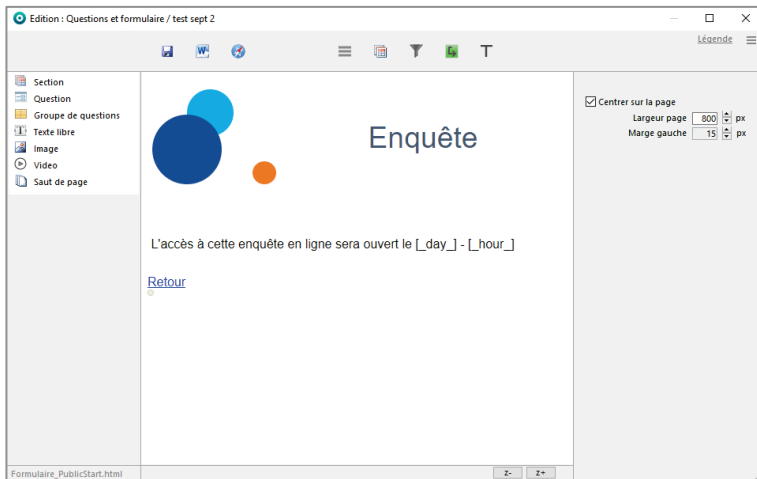 Edition : Questions et formulaire / test sept 2
Légende
Section
Question
Groupe de questions
Texte libre
Image
Video
Saut de page
Enquête
L'accès à cette enquête en ligne sera ouvert le [_day_] - [_hour_]
Retour
Centrer sur la page
Largeur page 800 px
Marge gauche 15 px
Formulaire_PublicStart.html
z- z+